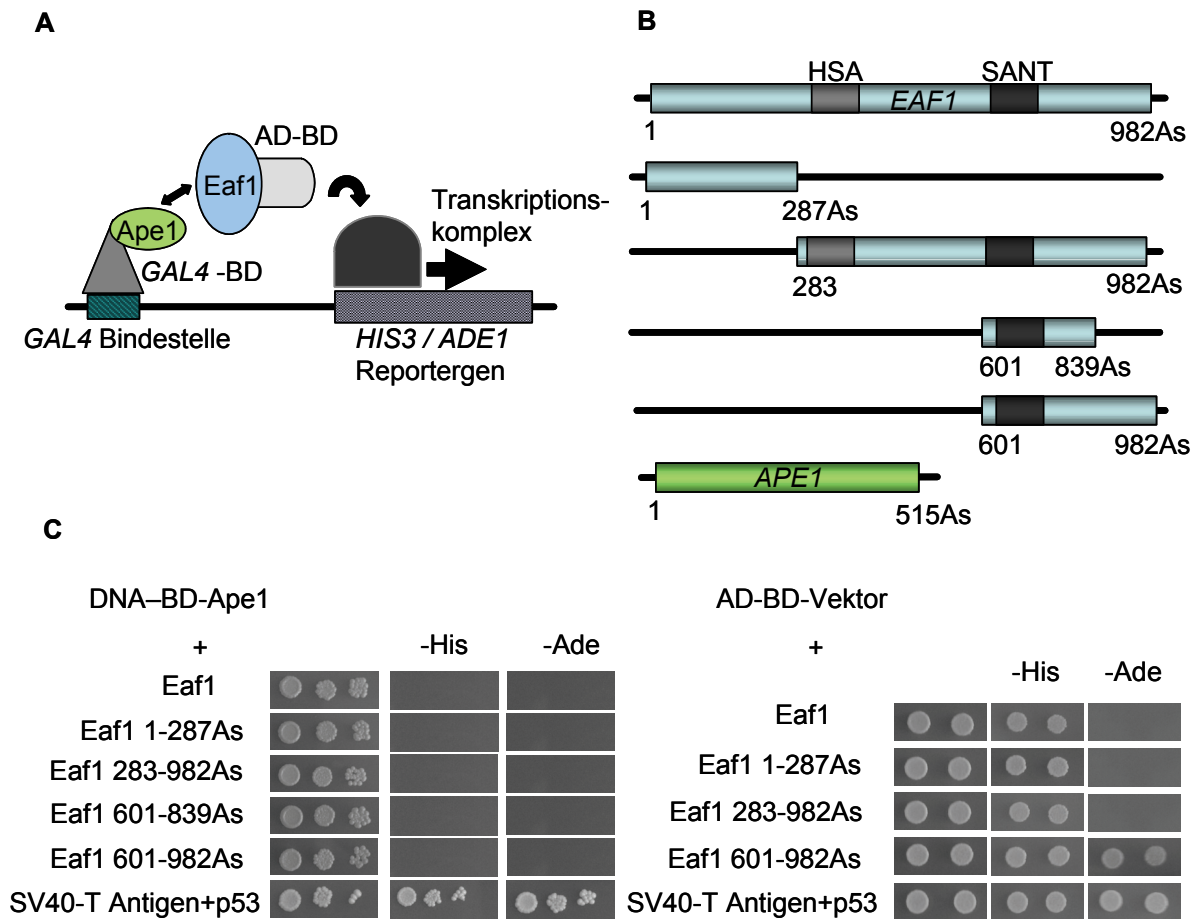 A
AD-BD
Eaf1
Ape1
GAL4 -BD
Transkriptions-
komplex
GAL4 Bindestelle
HIS3 / ADE1
Reportergen
B
HSA
SANT
EAF1
1
982As
1
287As
283
982As
601
839As
601
982As
APE1
1
515As
C
DNA–BD-Ape1
+
-His
-Ade
Eaf1
Eaf1 1-287As
Eaf1 283-982As
Eaf1 601-839As
Eaf1 601-982As
SV40-T Antigen+p53
AD-BD-Vektor
+
-His
-Ade
Eaf1
Eaf1 1-287As
Eaf1 283-982As
Eaf1 601-982As
SV40-T Antigen+p53